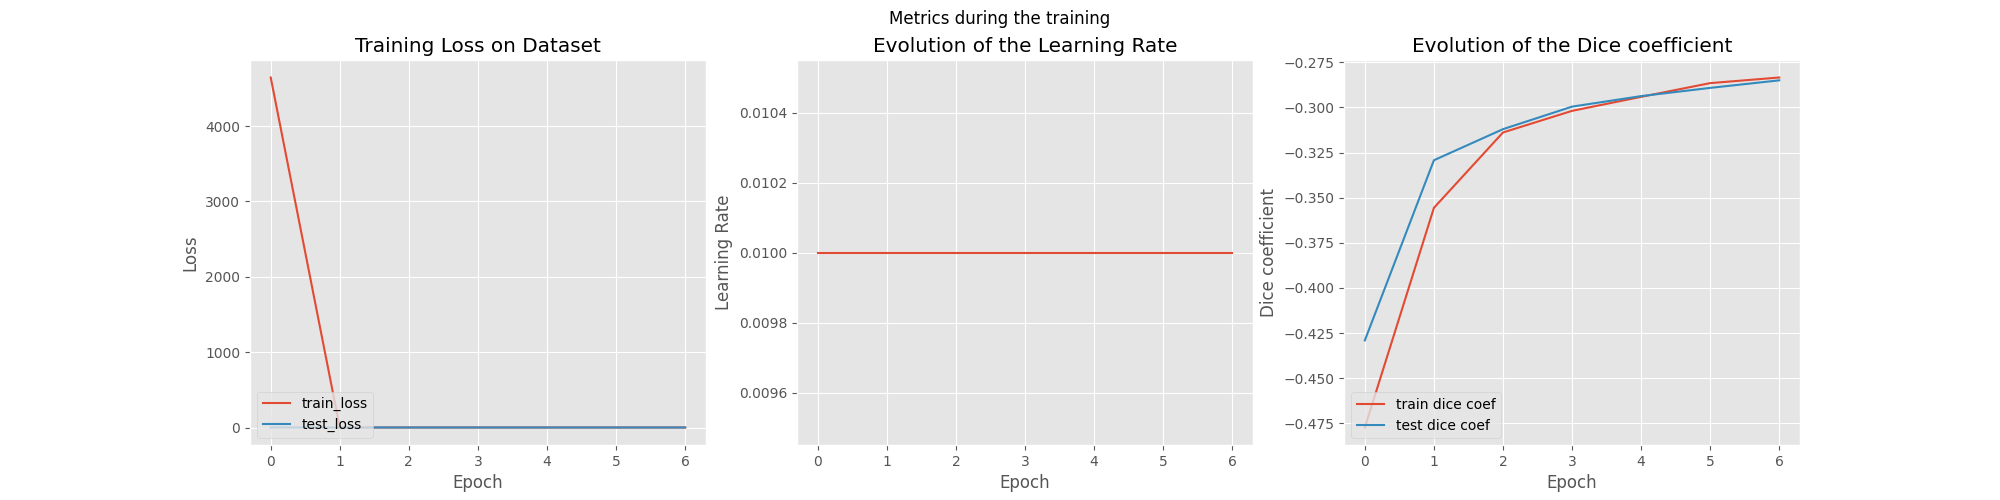 Metrics during the training
Training Loss on Dataset
Loss
4000
3000
2000
1000
0
train_loss
test_loss
0 1 2 3 4 5 6
Epoch
Evolution of the Learning Rate
Learning Rate
0.0104
0.0102
0.0100
0.0098
0.0096
0 1 2 3 4 5 6
Epoch
Evolution of the Dice coefficient
Dice coefficient
−0.275
−0.300
−0.325
−0.350
−0.375
−0.400
−0.425
−0.450
−0.475
train dice coef
test dice coef
0 1 2 3 4 5 6
Epoch